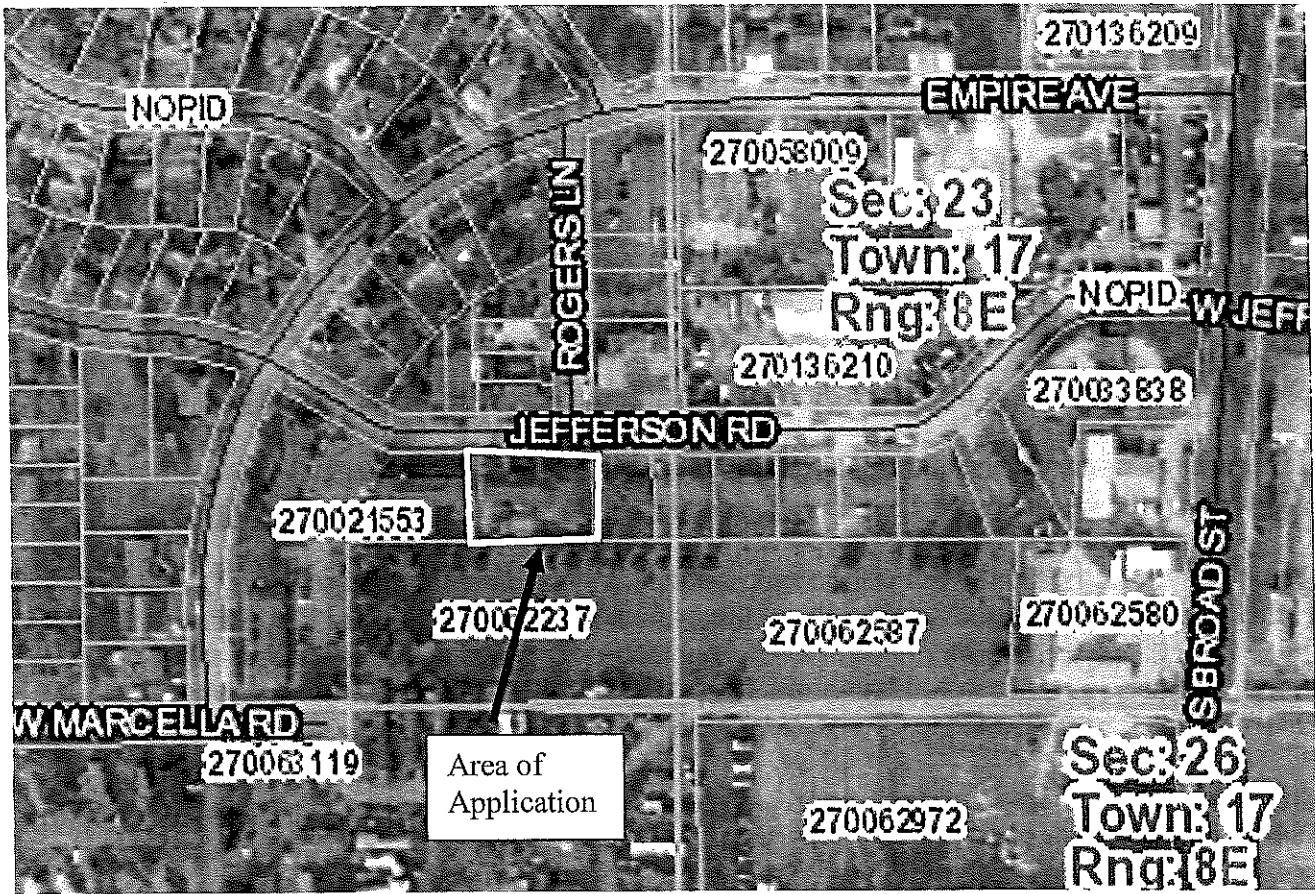 270136209
NOPID
EMPIRE AVE
270058009
Sec: 23
Town: 17
Rng: 8E
ROGERS LN
NOPID
W JEFF
270136210
270033838
JEFFERSON RD
270021553
S BROAD ST
270062237
270062587
270062580
W MARCELLA RD
270063119
Area of
Application
270062972
Sec: 26
Town: 17
Rng: 8E